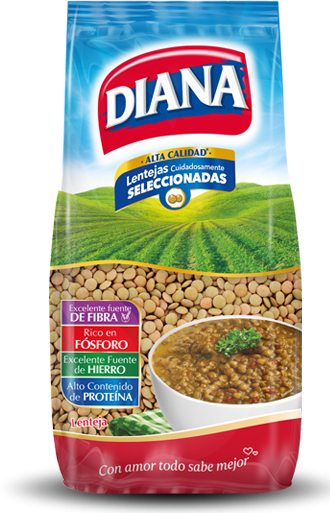 DIANA
• ALTA CALIDAD •
Lentejas Cuidadosamente
SELECCIONADAS
Excelente fuente
DE FIBRA
Rico en
FÓSFORO
Excelente Fuente
de HIERRO
Alto Contenido
de PROTEÍNA
Lenteja
Con amor todo sabe mejor